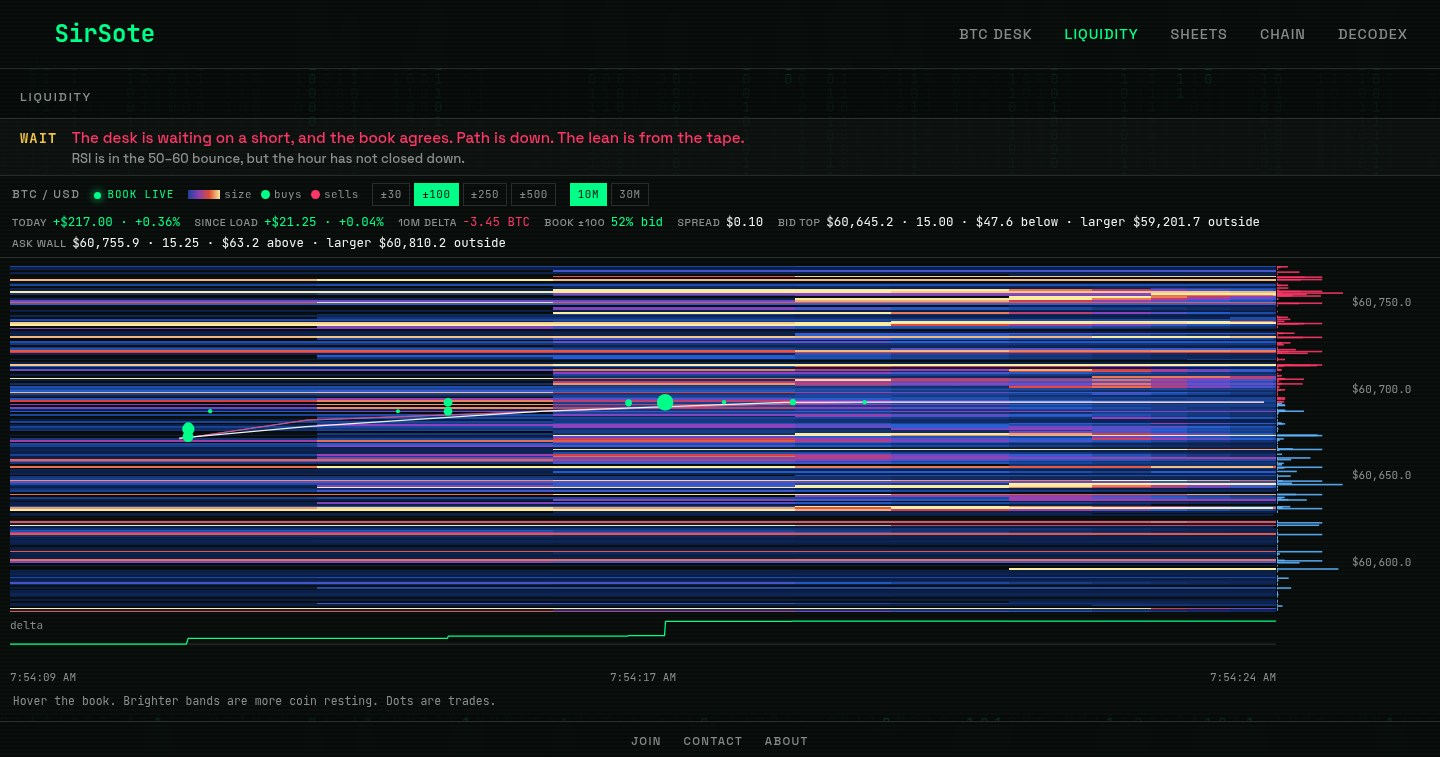 SirSote
BTC DESK LIQUIDITY SHEETS CHAIN DECODEX
LIQUIDITY
WAIT The desk is waiting on a short, and the book agrees. Path is down. The lean is from the tape.
RSI is in the 50–60 bounce, but the hour has not closed down.
BTC / USD BOOK LIVE size buys sells ±30 ±100 ±250 ±500 10M 30M
TODAY +$217.00 · +0.36% SINCE LOAD +$21.25 · +0.04% 10M DELTA -3.45 BTC BOOK ±100 52% bid SPREAD $0.10 BID TOP $60,645.2 · 15.00 · $47.6 below · larger $59,201.7 outside
ASK WALL $60,755.9 · 15.25 · $63.2 above · larger $60,810.2 outside
$60,750.0
$60,700.0
$60,650.0
$60,600.0
delta
7:54:09 AM 7:54:17 AM 7:54:24 AM
Hover the book. Brighter bands are more coin resting. Dots are trades.
JOIN CONTACT ABOUT